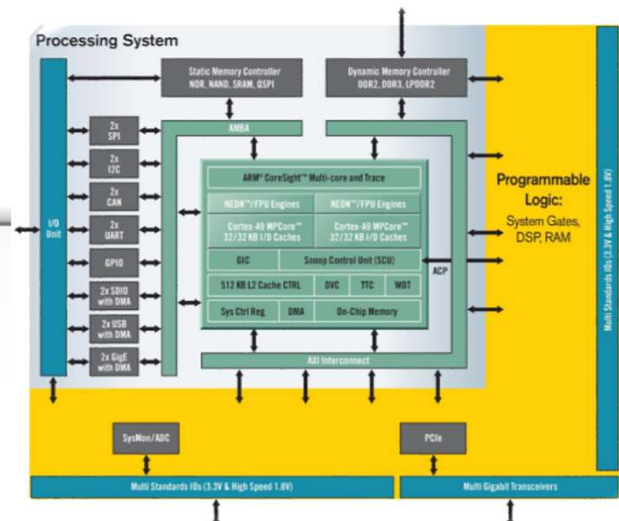 Processing System
Static Memory Controller
NOR, NAND, SRAM, QSPI
Dynamic Memory Controller
DDR2, DDR3, LPDDR2
AMBA
I/O
Unit
2x
SPI
2x
I2C
2x
CAN
2x
UART
GPIO
2x SDIO
with DMA
2x USB
with DMA
2x GigE
with DMA
ARM® CoreSight™ Multi-core and Trace
NEON™/FPU Engines
NEON™/FPU Engines
Cortex-A9 MPCore™
32/32 KB I/D Caches
Cortex-A9 MPCore™
32/32 KB I/D Caches
GIC
Snoop Control Unit (SCU)
512 KB L2 Cache CTRL
OVC
TTC
WDT
Sys Ctrl Reg
DMA
On-Chip Memory
ACP
AXI Interconnect
Programmable
Logic:
System Gates,
DSP, RAM
Multi Standards IOs (3.3V & High Speed 1.8V)
SysMon/ADC
PCIe
Multi Standards IOs (3.3V & High Speed 1.8V)
Multi Gigabit Transceivers